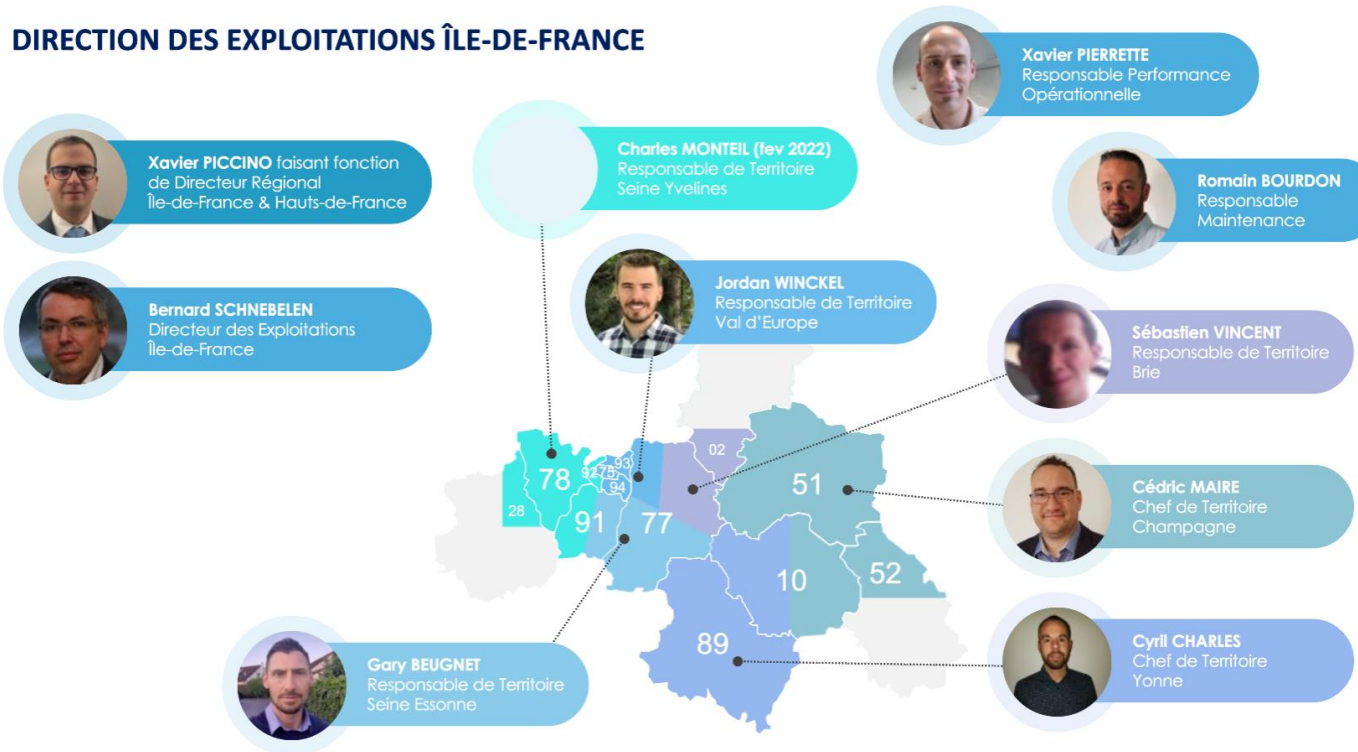 DIRECTION DES EXPLOITATIONS ÎLE-DE-FRANCE
Xavier PIERRETTE
Responsable Performance
Opérationnelle
Xavier PICCINO faisant fonction
de Directeur Régional
Île-de-France & Hauts-de-France
Charles MONTEIL (fev 2022)
Responsable de Territoire
Seine Yvelines
Romain BOURDON
Responsable
Maintenance
Bernard SCHNEBELEN
Directeur des Exploitations
Île-de-France
Jordan WINCKEL
Responsable de Territoire
Val d'Europe
Sébastien VINCENT
Responsable de Territoire
Brie
02
93
78
92
75
94
51
28
91
77
Cédric MAIRE
Chef de Territoire
Champagne
10
52
89
Gary BEUGNET
Responsable de Territoire
Seine Essonne
Cyril CHARLES
Chef de Territoire
Yonne